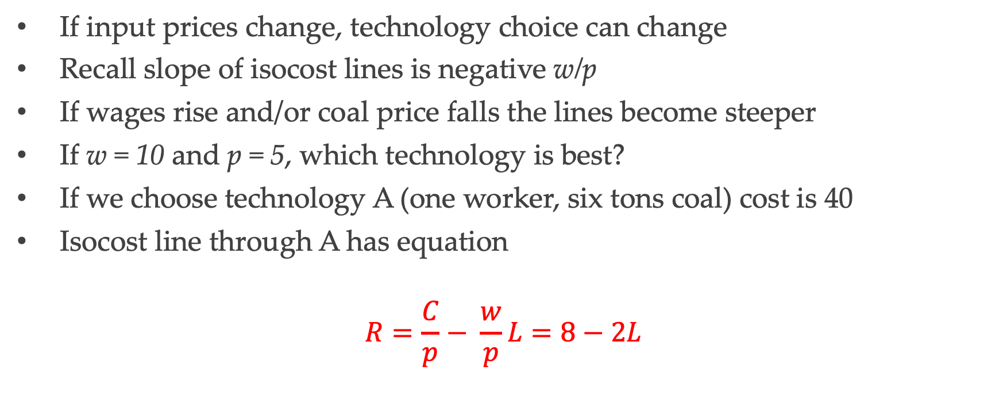 • If input prices change, technology choice can change
• Recall slope of isocost lines is negative w/p
• If wages rise and/or coal price falls the lines become steeper
• If w = 10 and p = 5, which technology is best?
• If we choose technology A (one worker, six tons coal) cost is 40
• Isocost line through A has equation
R = C/p − w/p L = 8 − 2L